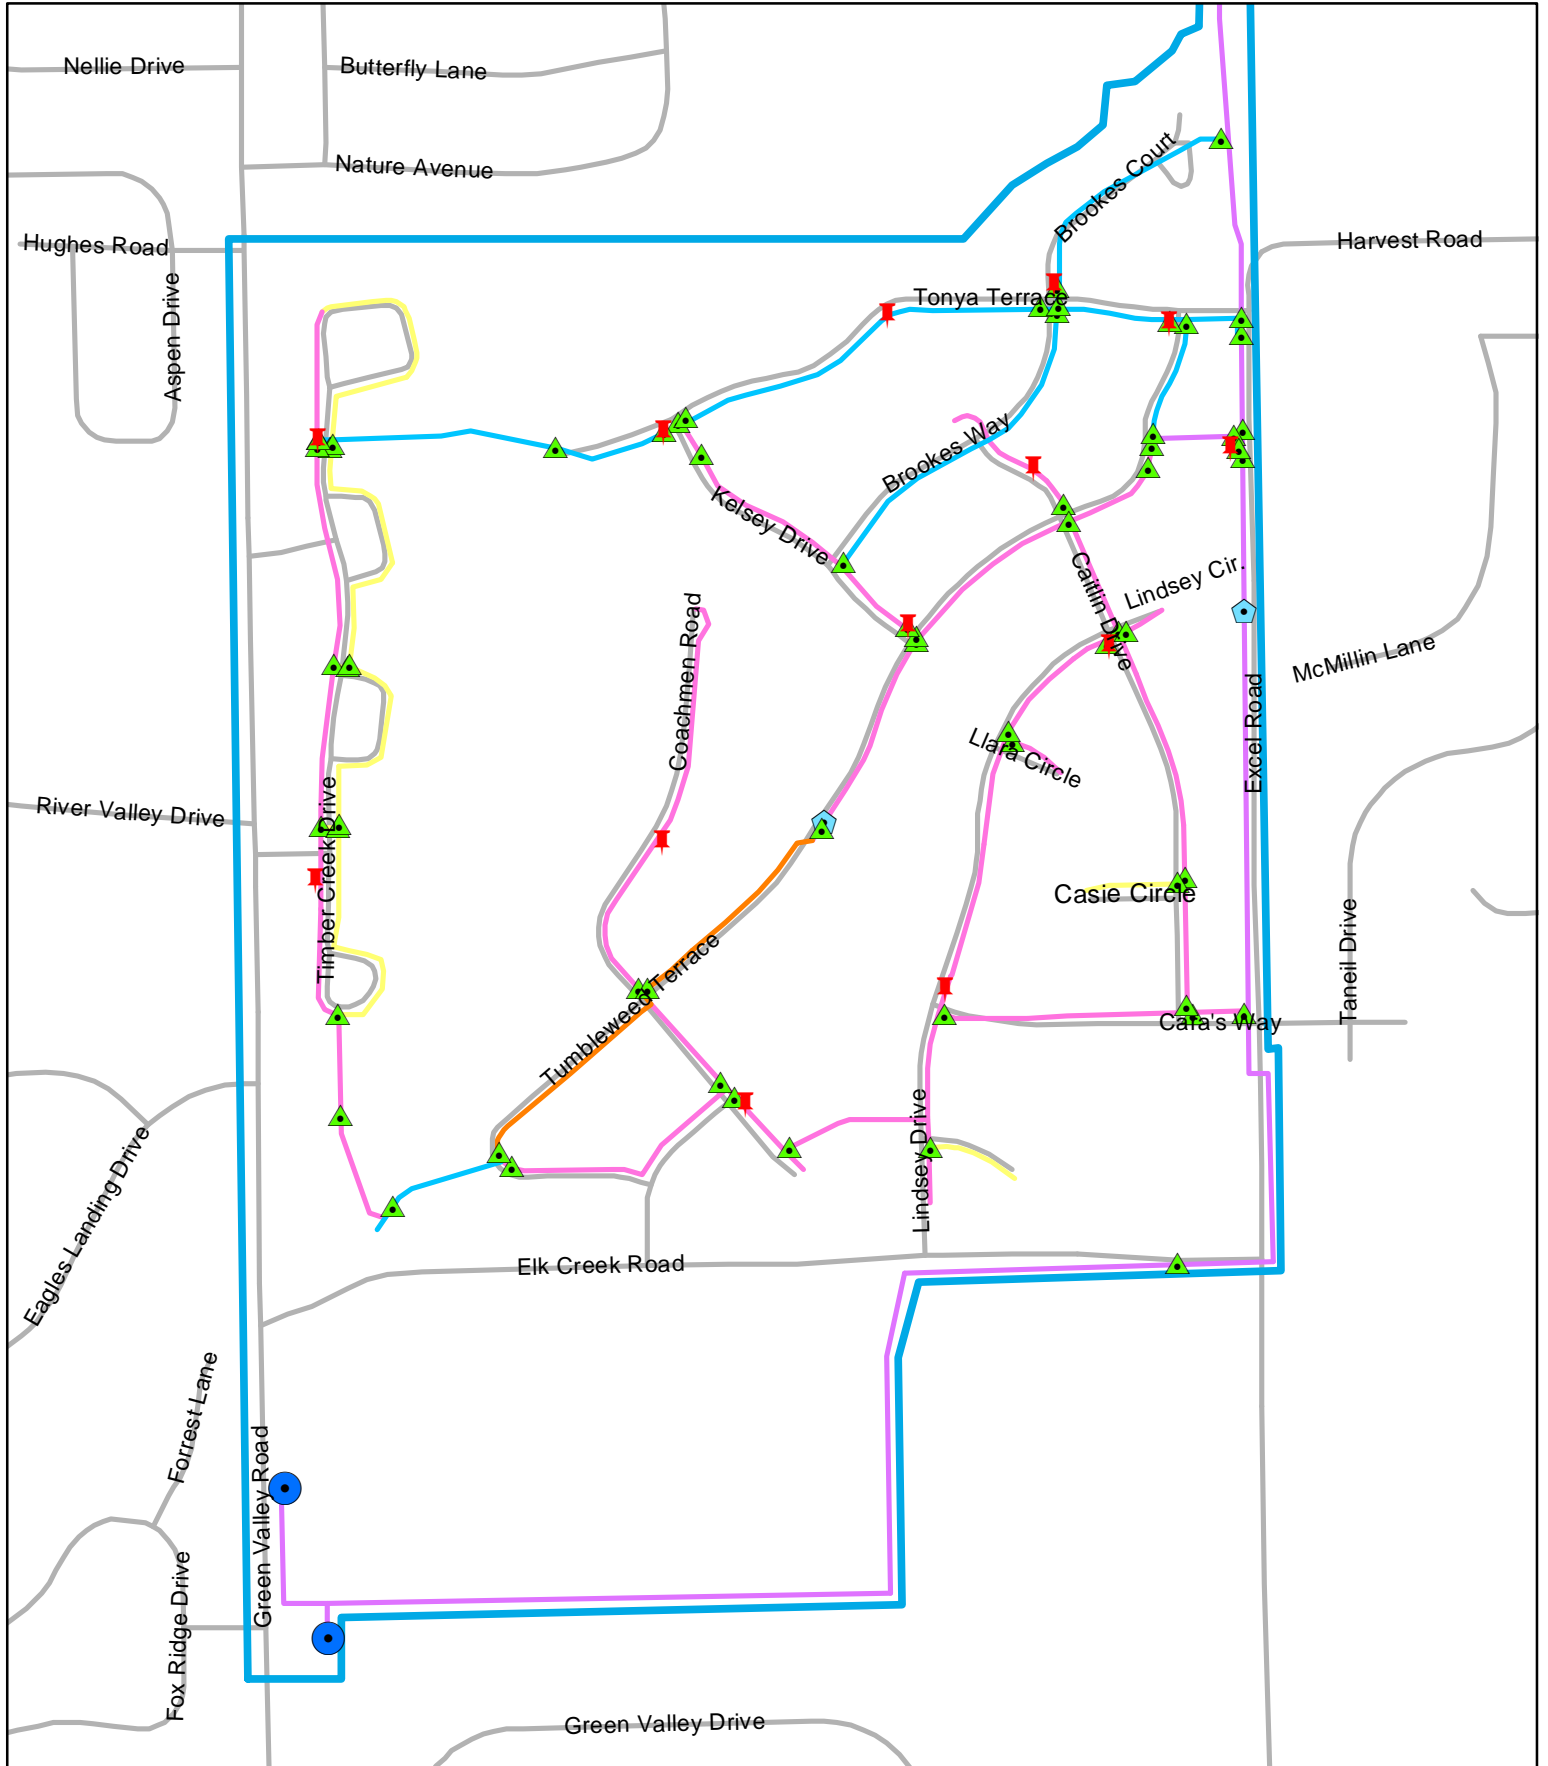 Nellie Drive
Butterfly Lane
Nature Avenue
Brookes Court
Hughes Road
Harvest Road
Aspen Drive
Tonya Terrace
Brookes Way
Kelsey Drive
Caitlin Drive
Lindsey Cir.
Coachmen Road
McMillin Lane
Excel Road
Llara Circle
River Valley Drive
Timber Creek Drive
Casie Circle
Taneil Drive
Tumbleweed Terrace
Cara's Way
Lindsey Drive
Eagles Landing Drive
Elk Creek Road
Forrest Lane
Green Valley Road
Fox Ridge Drive
Green Valley Drive